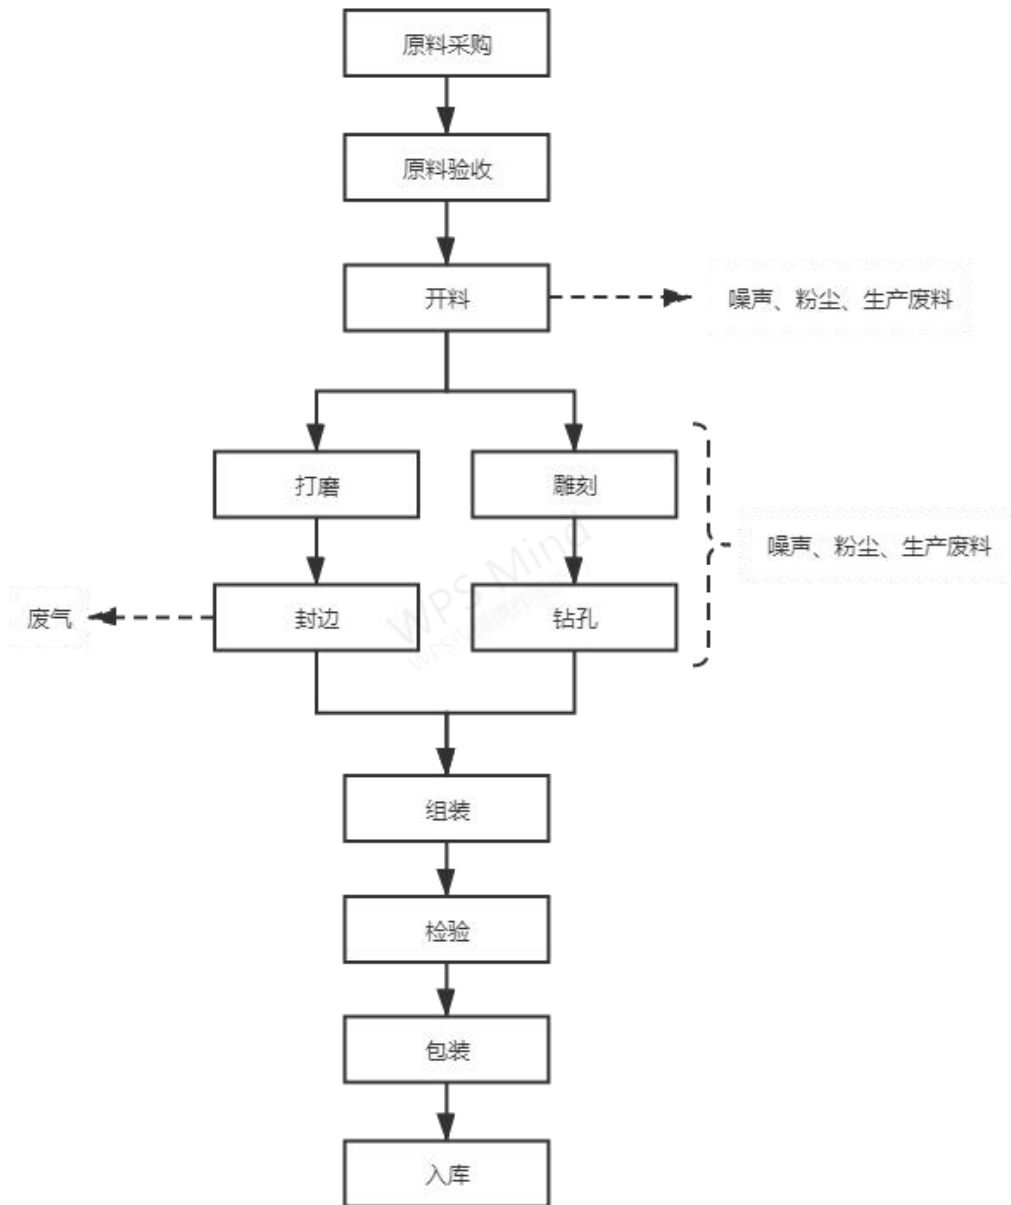 原料采购
原料验收
开料
噪声、粉尘、生产废料
打磨
雕刻
噪声、粉尘、生产废料
废气
封边
钻孔
WPS Mind
组装
检验
包装
入库